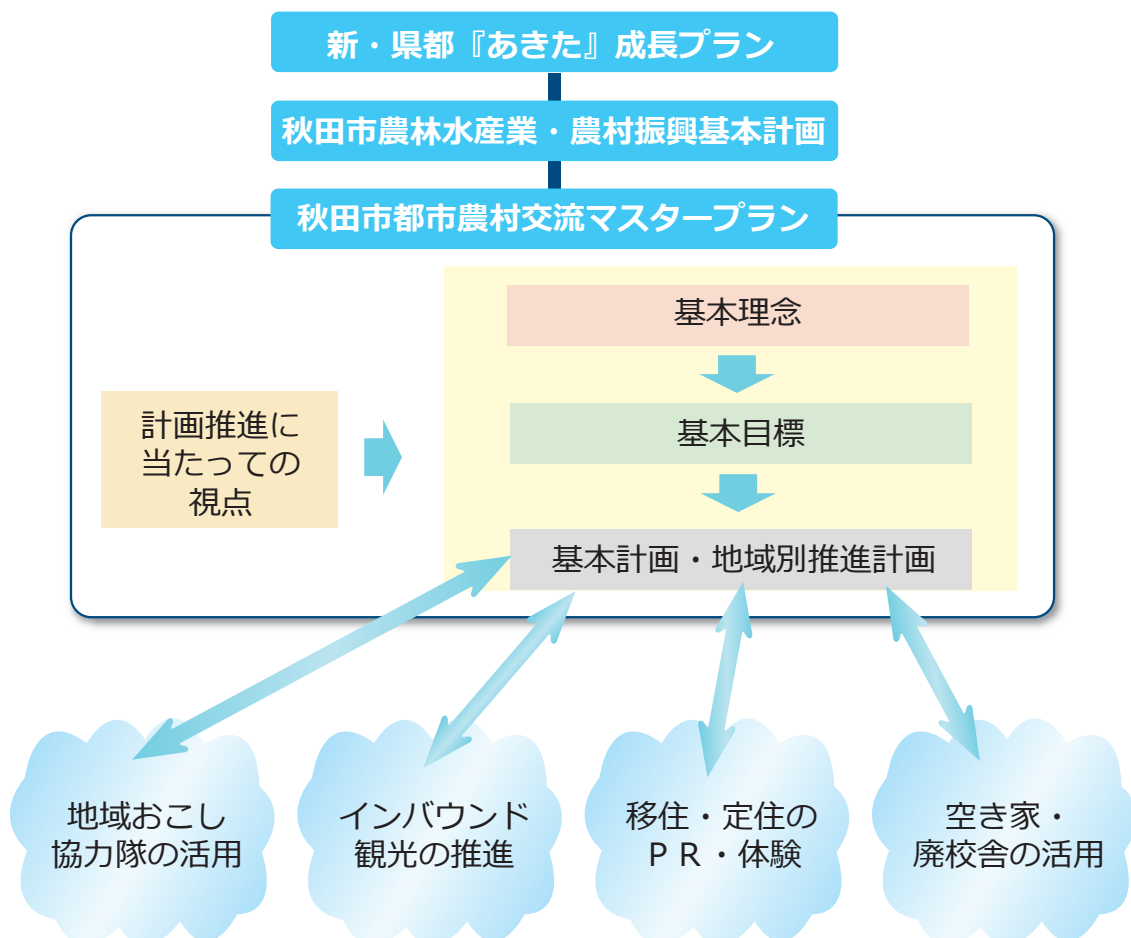 新・県都『あきた』成長プラン
秋田市農林水産業・農村振興基本計画
秋田市都市農村交流マスタープラン
基本理念
計画推進に
当たっての
視点
基本目標
基本計画・地域別推進計画
地域おこし
協力隊の活用
インバウンド
観光の推進
移住・定住の
ＰＲ・体験
空き家・
廃校舎の活用